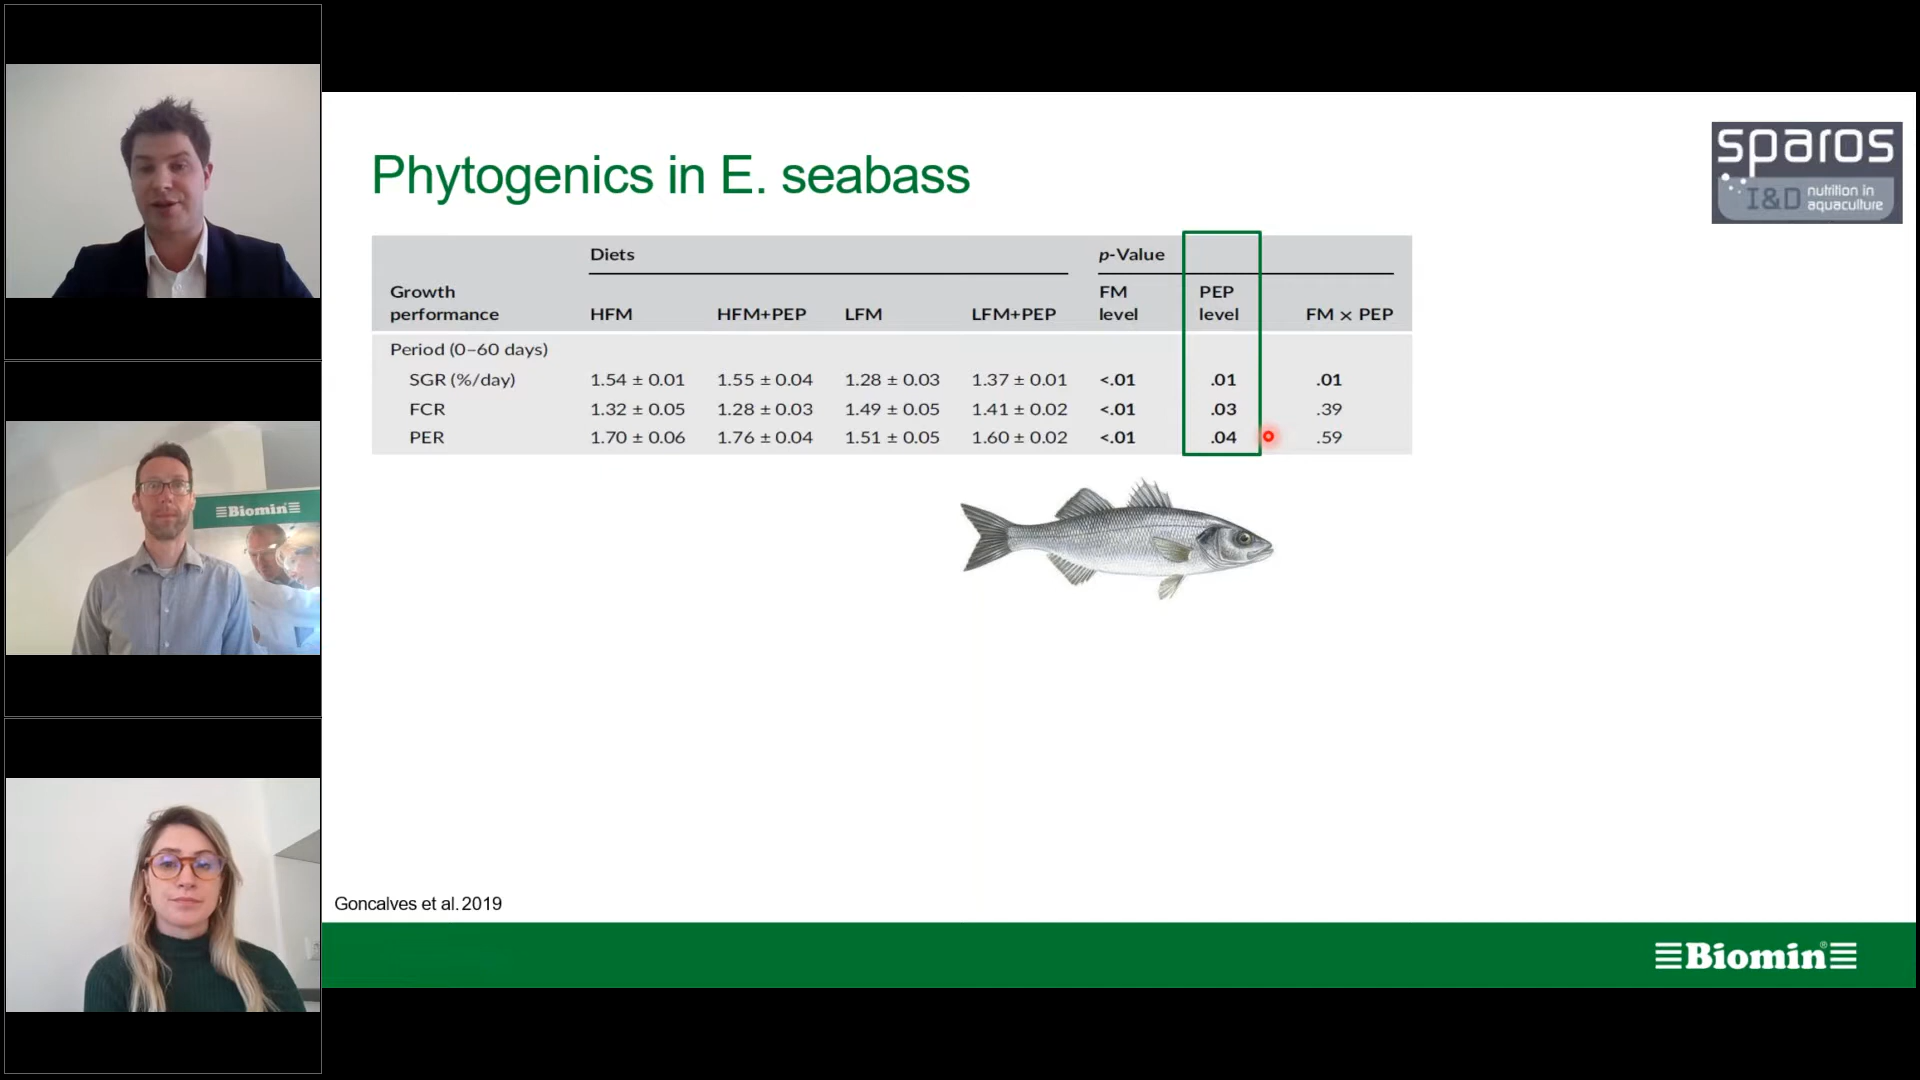 Biomin
Phytogenics in E. seabass
sparos
I&D nutrition in aquaculture
Diets p-Value
Growth performance HFM HFM+PEP LFM LFM+PEP FM level PEP level FM × PEP
Period (0–60 days)
SGR (%/day) 1.54 ± 0.01 1.55 ± 0.04 1.28 ± 0.03 1.37 ± 0.01 <.01 .01 .01
FCR 1.32 ± 0.05 1.28 ± 0.03 1.49 ± 0.05 1.41 ± 0.02 <.01 .03 .39
PER 1.70 ± 0.06 1.76 ± 0.04 1.51 ± 0.05 1.60 ± 0.02 <.01 .04 .59
Goncalves et al. 2019
Biomin®